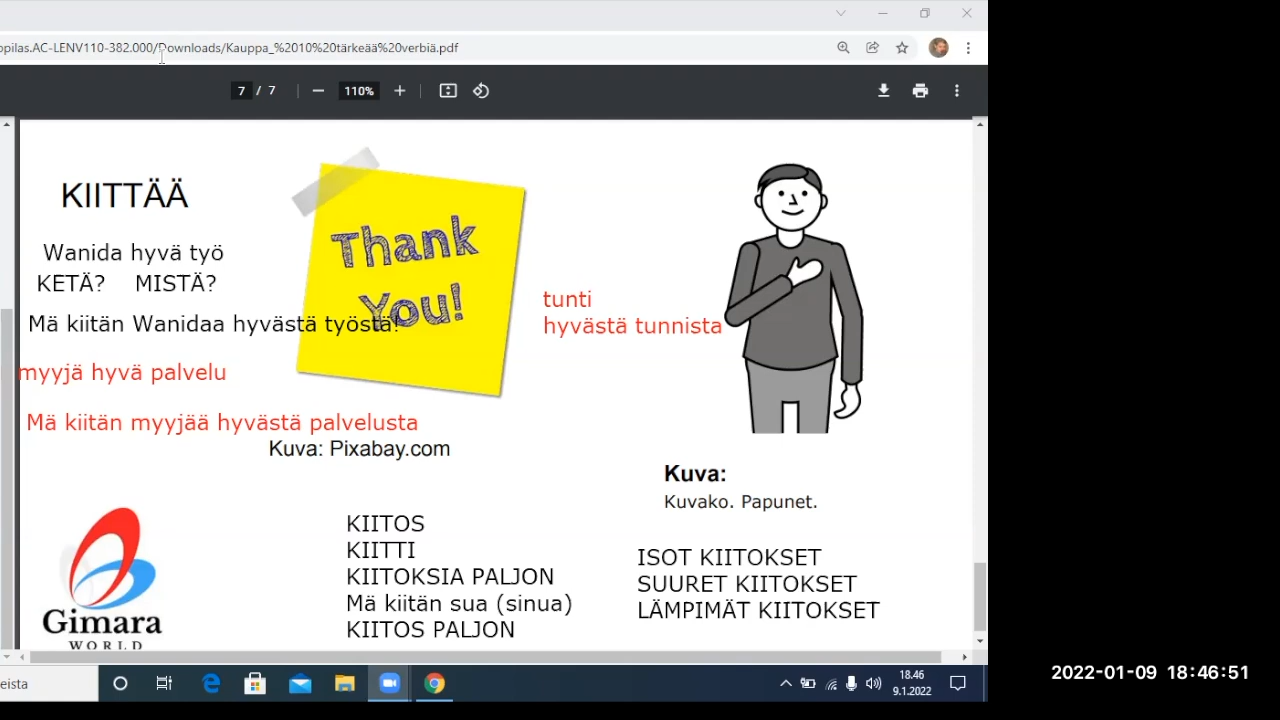 opilas.AC-LENV110-382.000/Downloads/Kauppa_%2010%20tärkeää%20verbiä.pdf
7 / 7
110%
KIITTÄÄ
Wanida hyvä työ
KETÄ? MISTÄ?
Mä kiitän Wanidaa hyvästä työstä!
myyjä hyvä palvelu
Mä kiitän myyjää hyvästä palvelusta
Thank
You!
Kuva: Pixabay.com
tunti
hyvästä tunnista
Kuva:
Kuvako. Papunet.
Gimara
WORLD
KIITOS
KIITTI
KIITOKSIA PALJON
Mä kiitän sua (sinua)
KIITOS PALJON
ISOT KIITOKSET
SUURET KIITOKSET
LÄMPIMÄT KIITOKSET
eista
18.46
9.1.2022
2022-01-09 18:46:51